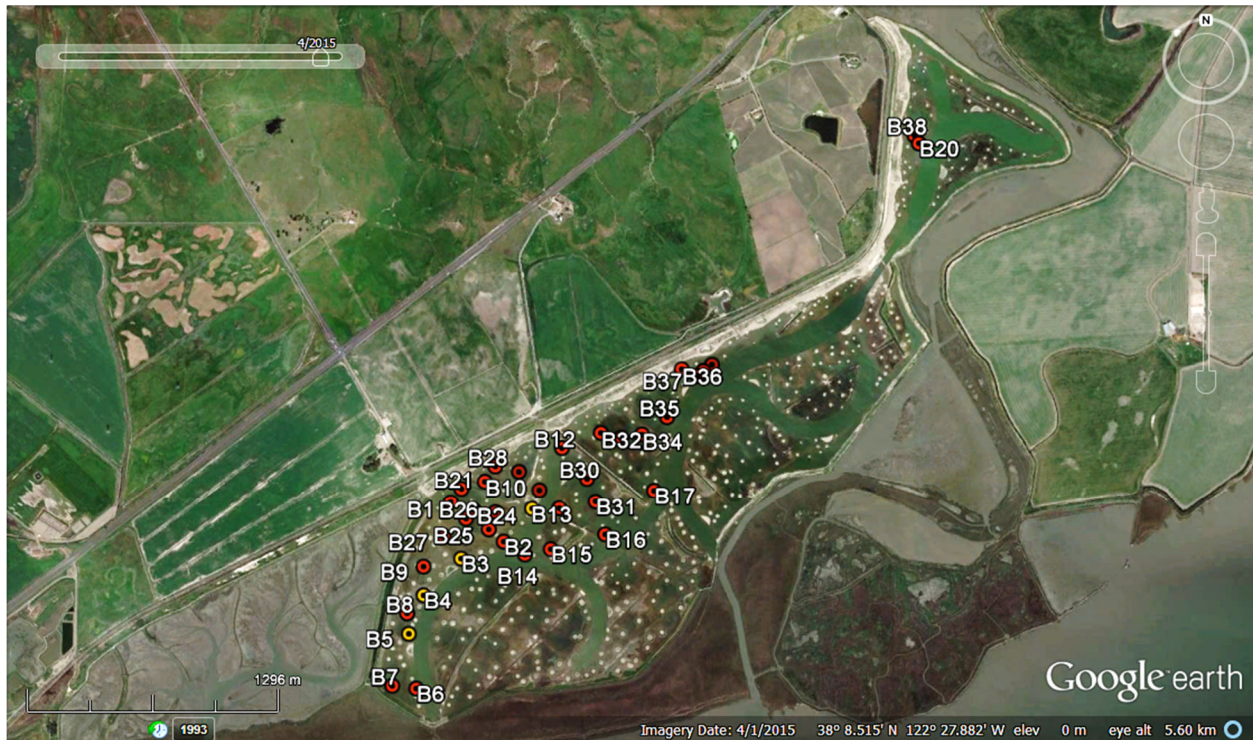 4/2015
N
B38
B20
B37 B36
B35
B12
B32 B34
B28
B30
B21
B10
B17
B1 B26 B24 B13 B31
B25
B16
B27
B2
B15
B3
B14
B9
B8 B4
B5
B7
B6
1296 m
Google earth
1993
Imagery Date: 4/1/2015 38° 8.515' N 122° 27.882' W elev 0 m eye alt 5.60 km